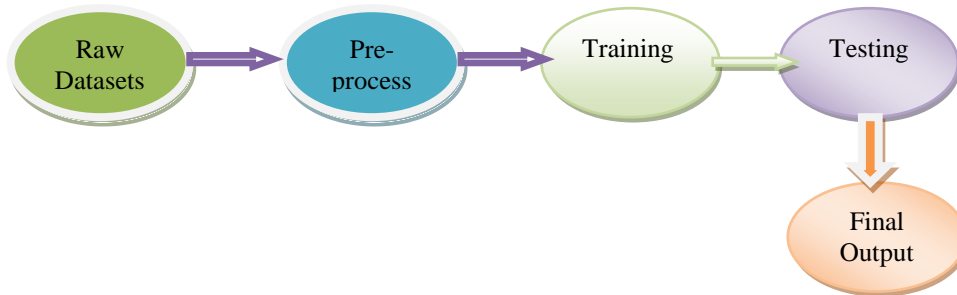 Raw
Datasets
Pre-
process
Training
Testing
Final
Output